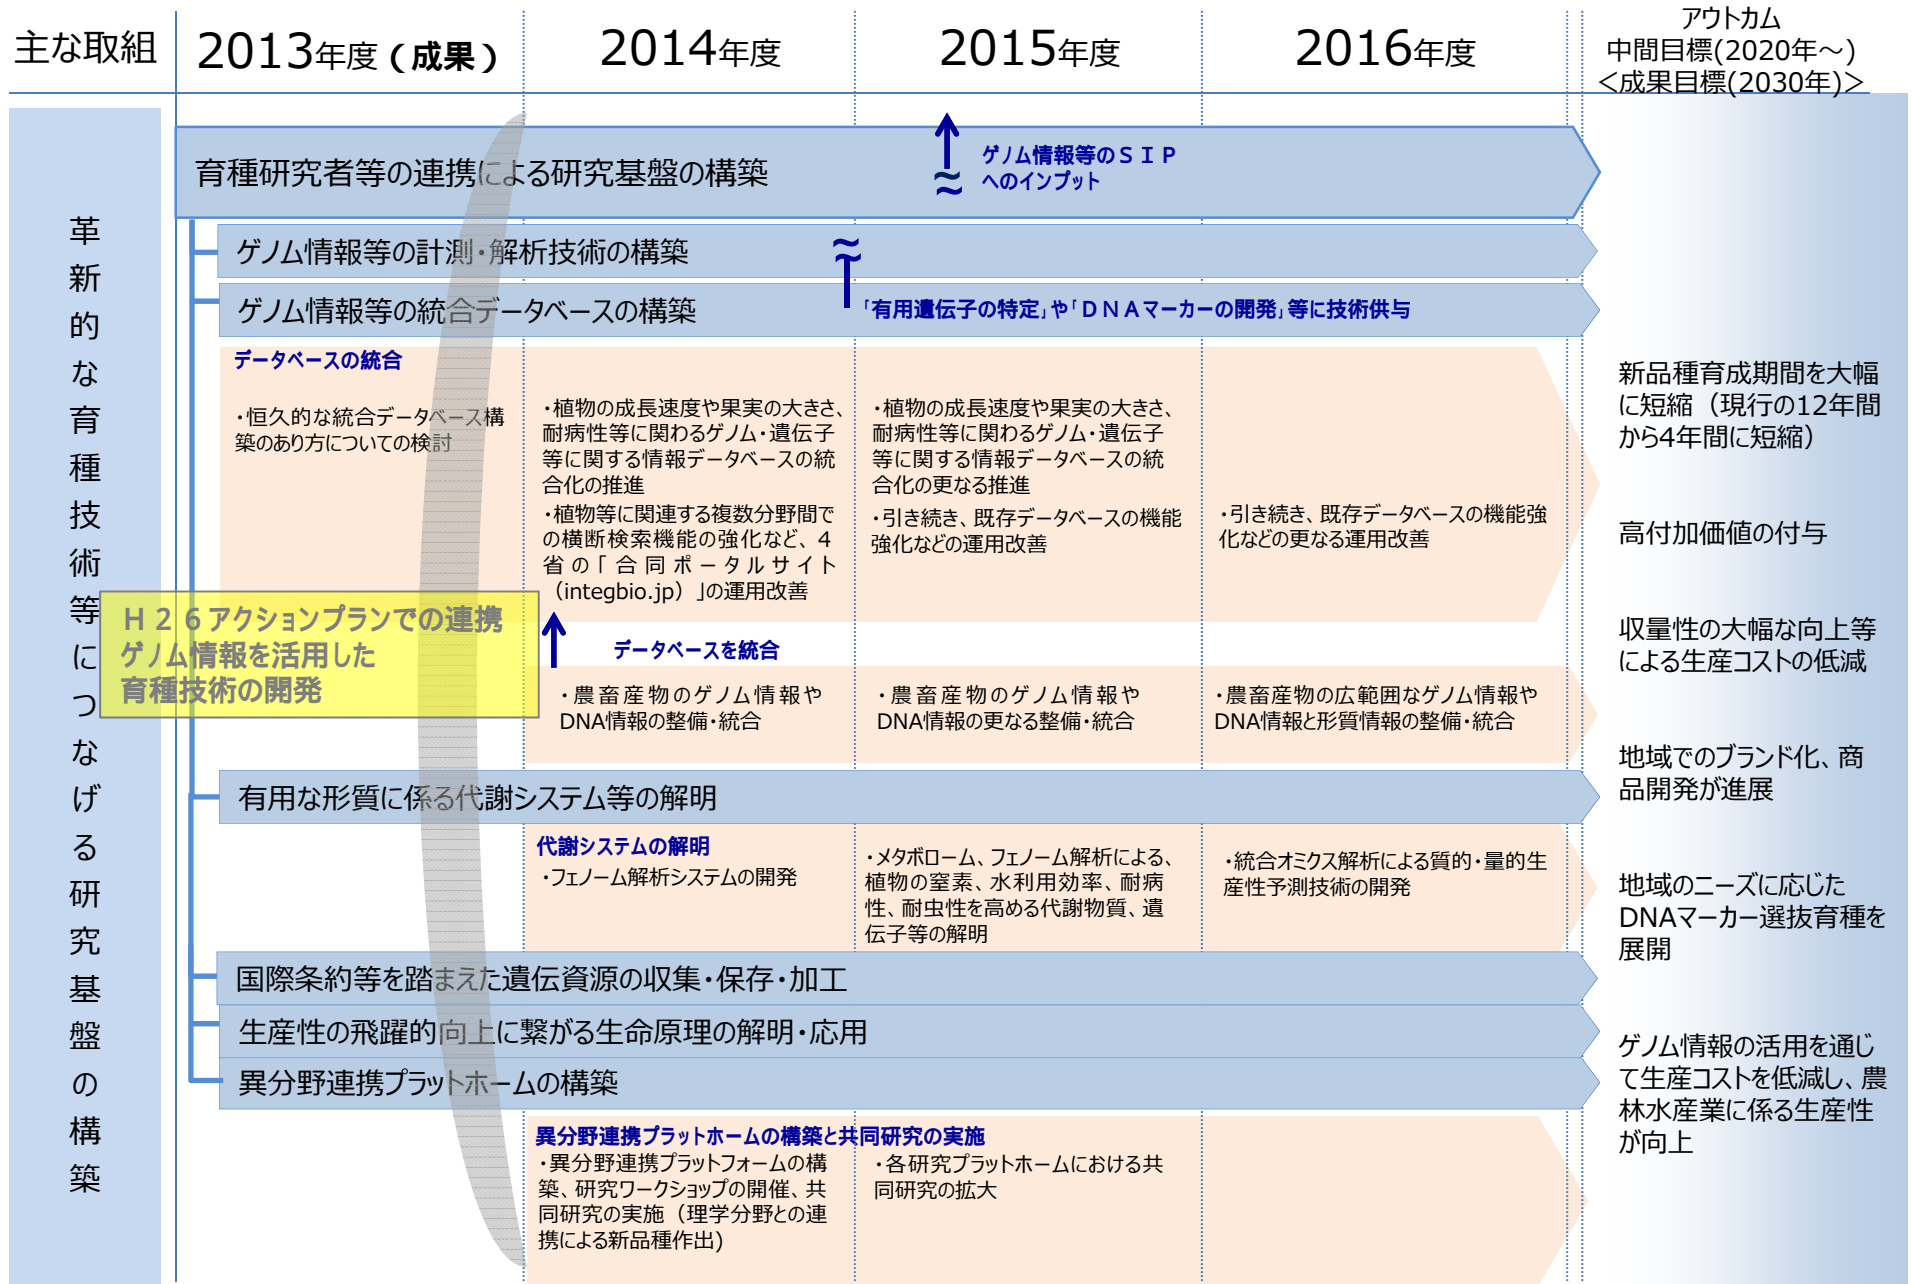 主な取組
2013年度(成果)
2014年度
2015年度
2016年度
アウトカム
中間目標(2020年～)
＜成果目標(2030年)＞
革新的な育種技術等につなげる研究基盤の構築
育種研究者等の連携による研究基盤の構築
ゲノム情報等のＳＩＰ
へのインプット
ゲノム情報等の計測・解析技術の構築
ゲノム情報等の統合データベースの構築
「有用遺伝子の特定」や「ＤＮＡマーカーの開発」等に技術供与
データベースの統合
・恒久的な統合データベース構
築のあり方についての検討
・植物の成長速度や果実の大きさ、
耐病性等に関わるゲノム・遺伝子
等に関する情報データベースの統
合化の推進
・植物等に関連する複数分野間で
の横断検索機能の強化など、4
省の「合同ポータルサイト
（integbio.jp）」の運用改善
・植物の成長速度や果実の大きさ、
耐病性等に関わるゲノム・遺伝子
等に関する情報データベースの統
合化の更なる推進
・引き続き、既存データベースの機能
強化などの運用改善
・引き続き、既存データベースの機能強
化などの更なる運用改善
Ｈ２６アクションプランでの連携
ゲノム情報を活用した
育種技術の開発
データベースを統合
・農畜産物のゲノム情報や
DNA情報の整備・統合
・農畜産物のゲノム情報や
DNA情報の更なる整備・統合
・農畜産物の広範囲なゲノム情報や
DNA情報と形質情報の整備・統合
有用な形質に係る代謝システム等の解明
代謝システムの解明
・フェノーム解析システムの開発
・メタボローム、フェノーム解析による、
植物の窒素、水利用効率、耐病
性、耐虫性を高める代謝物質、遺
伝子等の解明
・統合オミクス解析による質的・量的生
産性予測技術の開発
国際条約等を踏まえた遺伝資源の収集・保存・加工
生産性の飛躍的向上に繋がる生命原理の解明・応用
異分野連携プラットホームの構築
異分野連携プラットホームの構築と共同研究の実施
・異分野連携プラットフォームの構
築、研究ワークショップの開催、共
同研究の実施（理学分野との連
携による新品種作出)
・各研究プラットホームにおける共
同研究の拡大
新品種育成期間を大幅
に短縮（現行の12年間
から4年間に短縮）
高付加価値の付与
収量性の大幅な向上等
による生産コストの低減
地域でのブランド化、商
品開発が進展
地域のニーズに応じた
DNAマーカー選抜育種を
展開
ゲノム情報の活用を通じ
て生産コストを低減し、農
林水産業に係る生産性
が向上